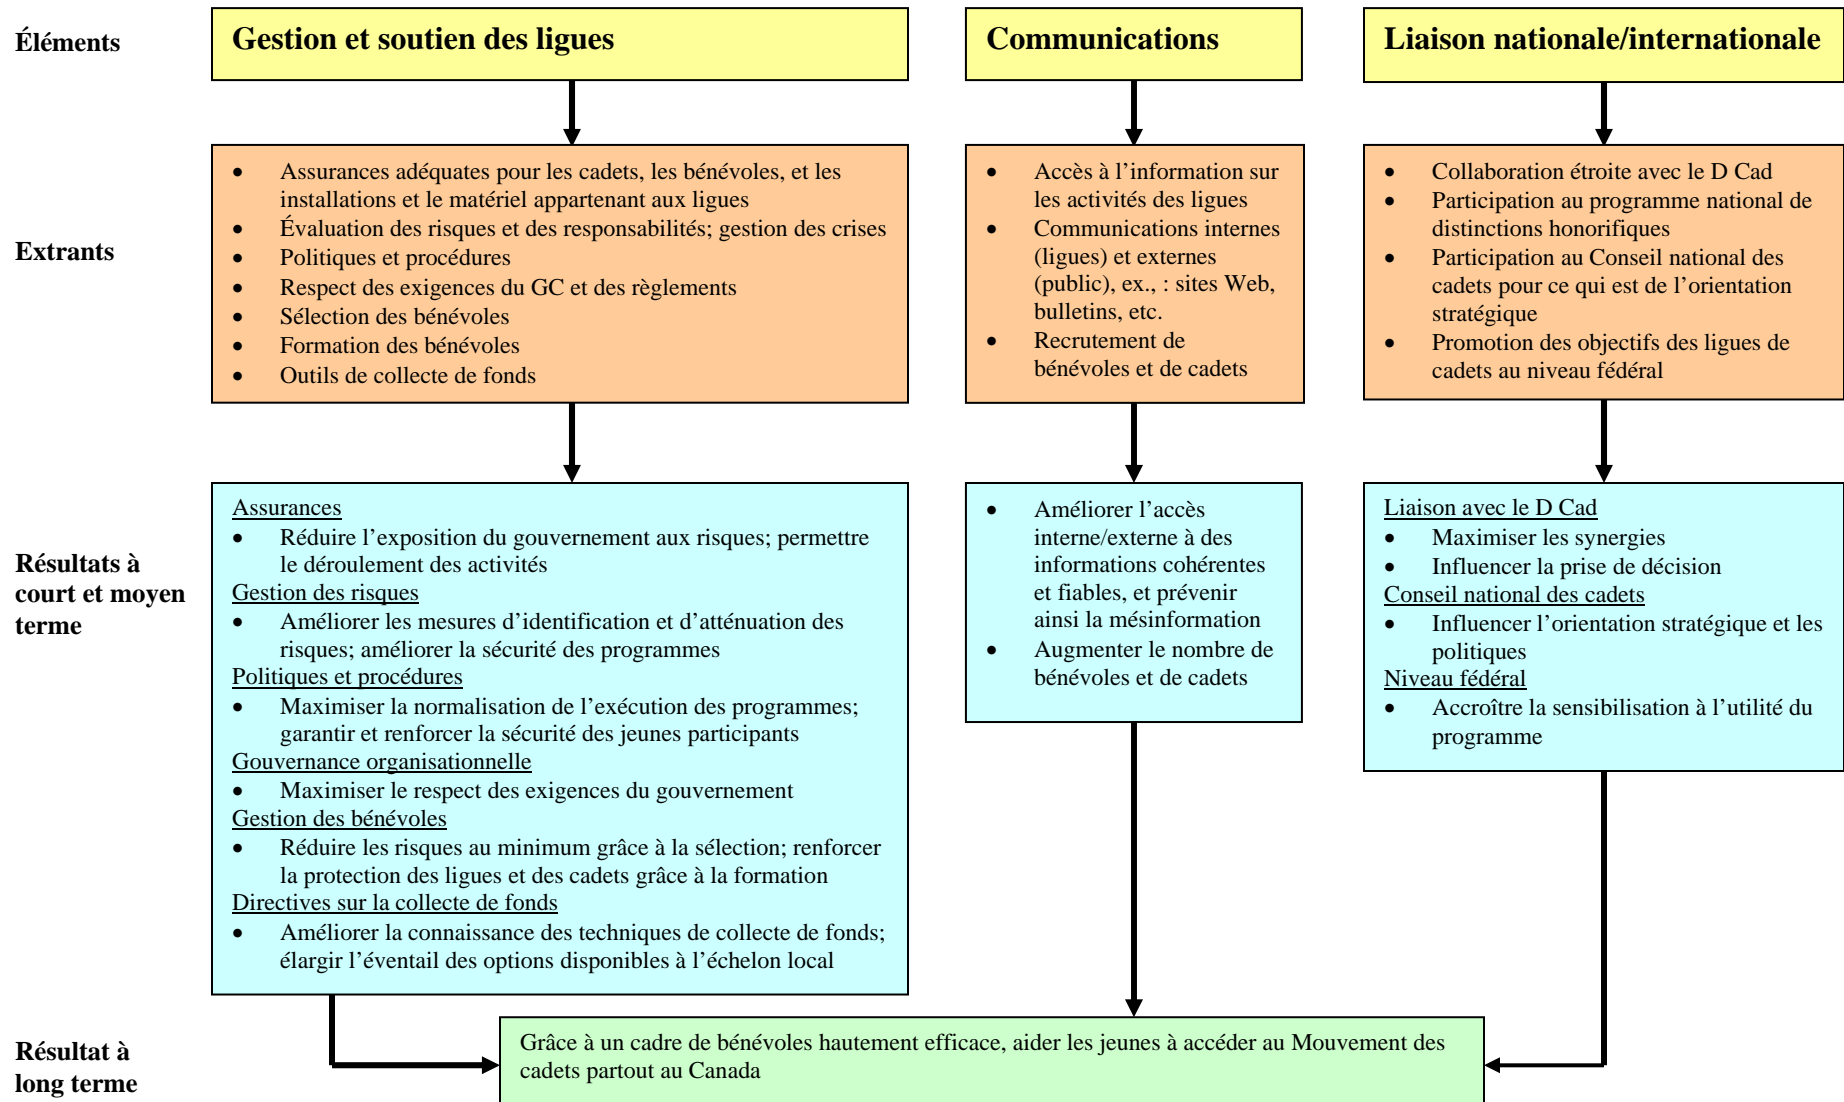 Éléments
Gestion et soutien des ligues
Communications
Liaison nationale/internationale
Extrants
• Assurances adéquates pour les cadets, les bénévoles, et les
installations et le matériel appartenant aux ligues
• Évaluation des risques et des responsabilités; gestion des crises
• Politiques et procédures
• Respect des exigences du GC et des règlements
• Sélection des bénévoles
• Formation des bénévoles
• Outils de collecte de fonds
• Accès à l’information sur
les activités des ligues
• Communications internes
(ligues) et externes
(public), ex., : sites Web,
bulletins, etc.
• Recrutement de
bénévoles et de cadets
• Collaboration étroite avec le D Cad
• Participation au programme national de
distinctions honorifiques
• Participation au Conseil national des
cadets pour ce qui est de l’orientation
stratégique
• Promotion des objectifs des ligues de
cadets au niveau fédéral
Résultats à
court et moyen
terme
Assurances
• Réduire l’exposition du gouvernement aux risques; permettre
le déroulement des activités
Gestion des risques
• Améliorer les mesures d’identification et d’atténuation des
risques; améliorer la sécurité des programmes
Politiques et procédures
• Maximiser la normalisation de l’exécution des programmes;
garantir et renforcer la sécurité des jeunes participants
Gouvernance organisationnelle
• Maximiser le respect des exigences du gouvernement
Gestion des bénévoles
• Réduire les risques au minimum grâce à la sélection; renforcer
la protection des ligues et des cadets grâce à la formation
Directives sur la collecte de fonds
• Améliorer la connaissance des techniques de collecte de fonds;
élargir l’éventail des options disponibles à l’échelon local
• Améliorer l’accès
interne/externe à des
informations cohérentes
et fiables, et prévenir
ainsi la mésinformation
• Augmenter le nombre de
bénévoles et de cadets
Liaison avec le D Cad
• Maximiser les synergies
• Influencer la prise de décision
Conseil national des cadets
• Influencer l’orientation stratégique et les
politiques
Niveau fédéral
• Accroître la sensibilisation à l’utilité du
programme
Résultat à
long terme
Grâce à un cadre de bénévoles hautement efficace, aider les jeunes à accéder au Mouvement des
cadets partout au Canada